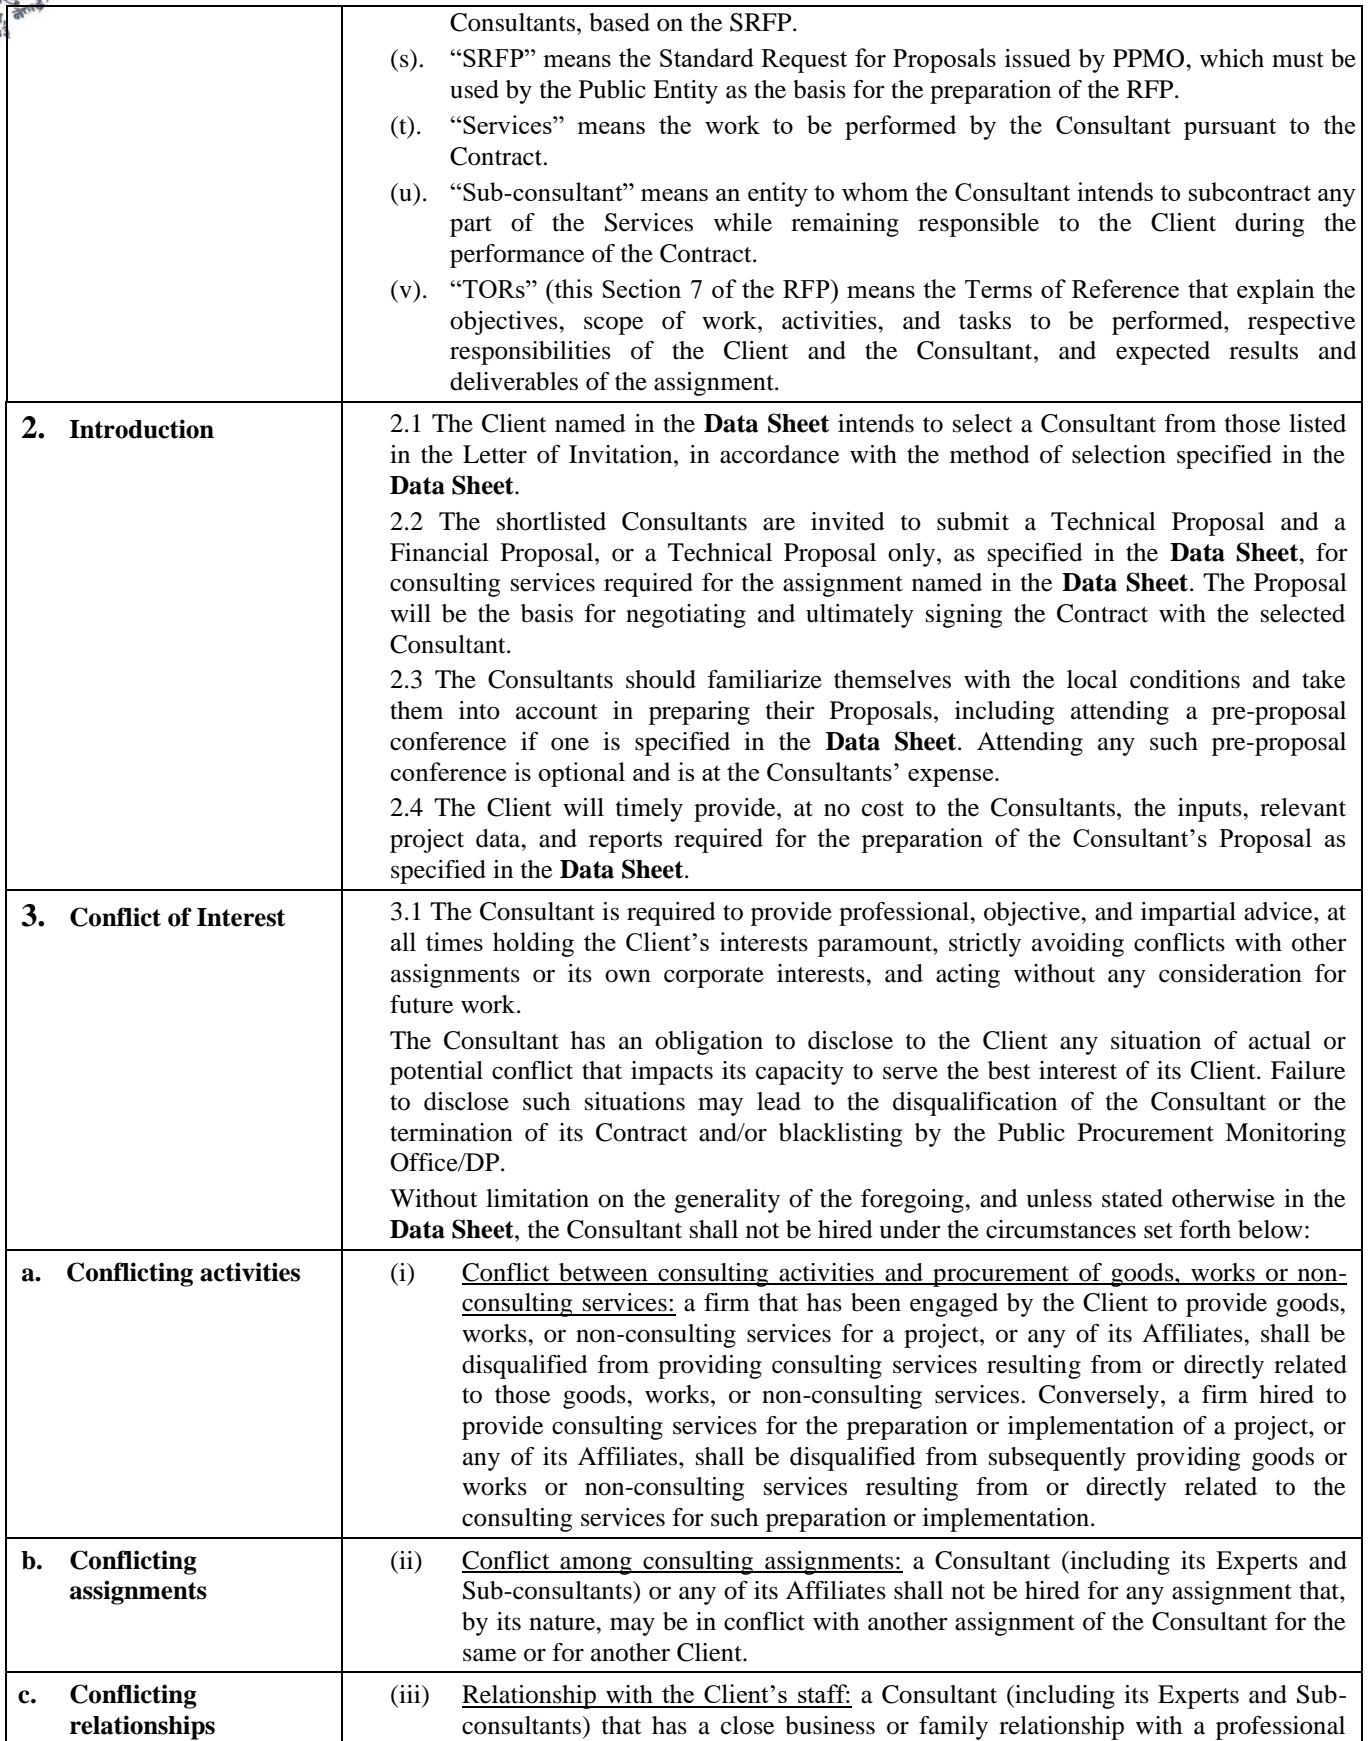 Consultants, based on the SRFP.
(s). “SRFP” means the Standard Request for Proposals issued by PPMO, which must be
used by the Public Entity as the basis for the preparation of the RFP.
(t). “Services” means the work to be performed by the Consultant pursuant to the
Contract.
(u). “Sub-consultant” means an entity to whom the Consultant intends to subcontract any
part of the Services while remaining responsible to the Client during the
performance of the Contract.
(v). “TORs” (this Section 7 of the RFP) means the Terms of Reference that explain the
objectives, scope of work, activities, and tasks to be performed, respective
responsibilities of the Client and the Consultant, and expected results and
deliverables of the assignment.
2. Introduction
2.1 The Client named in the Data Sheet intends to select a Consultant from those listed
in the Letter of Invitation, in accordance with the method of selection specified in the
Data Sheet.
2.2 The shortlisted Consultants are invited to submit a Technical Proposal and a
Financial Proposal, or a Technical Proposal only, as specified in the Data Sheet, for
consulting services required for the assignment named in the Data Sheet. The Proposal
will be the basis for negotiating and ultimately signing the Contract with the selected
Consultant.
2.3 The Consultants should familiarize themselves with the local conditions and take
them into account in preparing their Proposals, including attending a pre-proposal
conference if one is specified in the Data Sheet. Attending any such pre-proposal
conference is optional and is at the Consultants’ expense.
2.4 The Client will timely provide, at no cost to the Consultants, the inputs, relevant
project data, and reports required for the preparation of the Consultant’s Proposal as
specified in the Data Sheet.
3. Conflict of Interest
3.1 The Consultant is required to provide professional, objective, and impartial advice, at
all times holding the Client’s interests paramount, strictly avoiding conflicts with other
assignments or its own corporate interests, and acting without any consideration for
future work.
The Consultant has an obligation to disclose to the Client any situation of actual or
potential conflict that impacts its capacity to serve the best interest of its Client. Failure
to disclose such situations may lead to the disqualification of the Consultant or the
termination of its Contract and/or blacklisting by the Public Procurement Monitoring
Office/DP.
Without limitation on the generality of the foregoing, and unless stated otherwise in the
Data Sheet, the Consultant shall not be hired under the circumstances set forth below:
a. Conflicting activities
(i) Conflict between consulting activities and procurement of goods, works or non-
consulting services: a firm that has been engaged by the Client to provide goods,
works, or non-consulting services for a project, or any of its Affiliates, shall be
disqualified from providing consulting services resulting from or directly related
to those goods, works, or non-consulting services. Conversely, a firm hired to
provide consulting services for the preparation or implementation of a project, or
any of its Affiliates, shall be disqualified from subsequently providing goods or
works or non-consulting services resulting from or directly related to the
consulting services for such preparation or implementation.
b. Conflicting
assignments
(ii) Conflict among consulting assignments: a Consultant (including its Experts and
Sub-consultants) or any of its Affiliates shall not be hired for any assignment that,
by its nature, may be in conflict with another assignment of the Consultant for the
same or for another Client.
c. Conflicting
relationships
(iii) Relationship with the Client’s staff: a Consultant (including its Experts and Sub-
consultants) that has a close business or family relationship with a professional